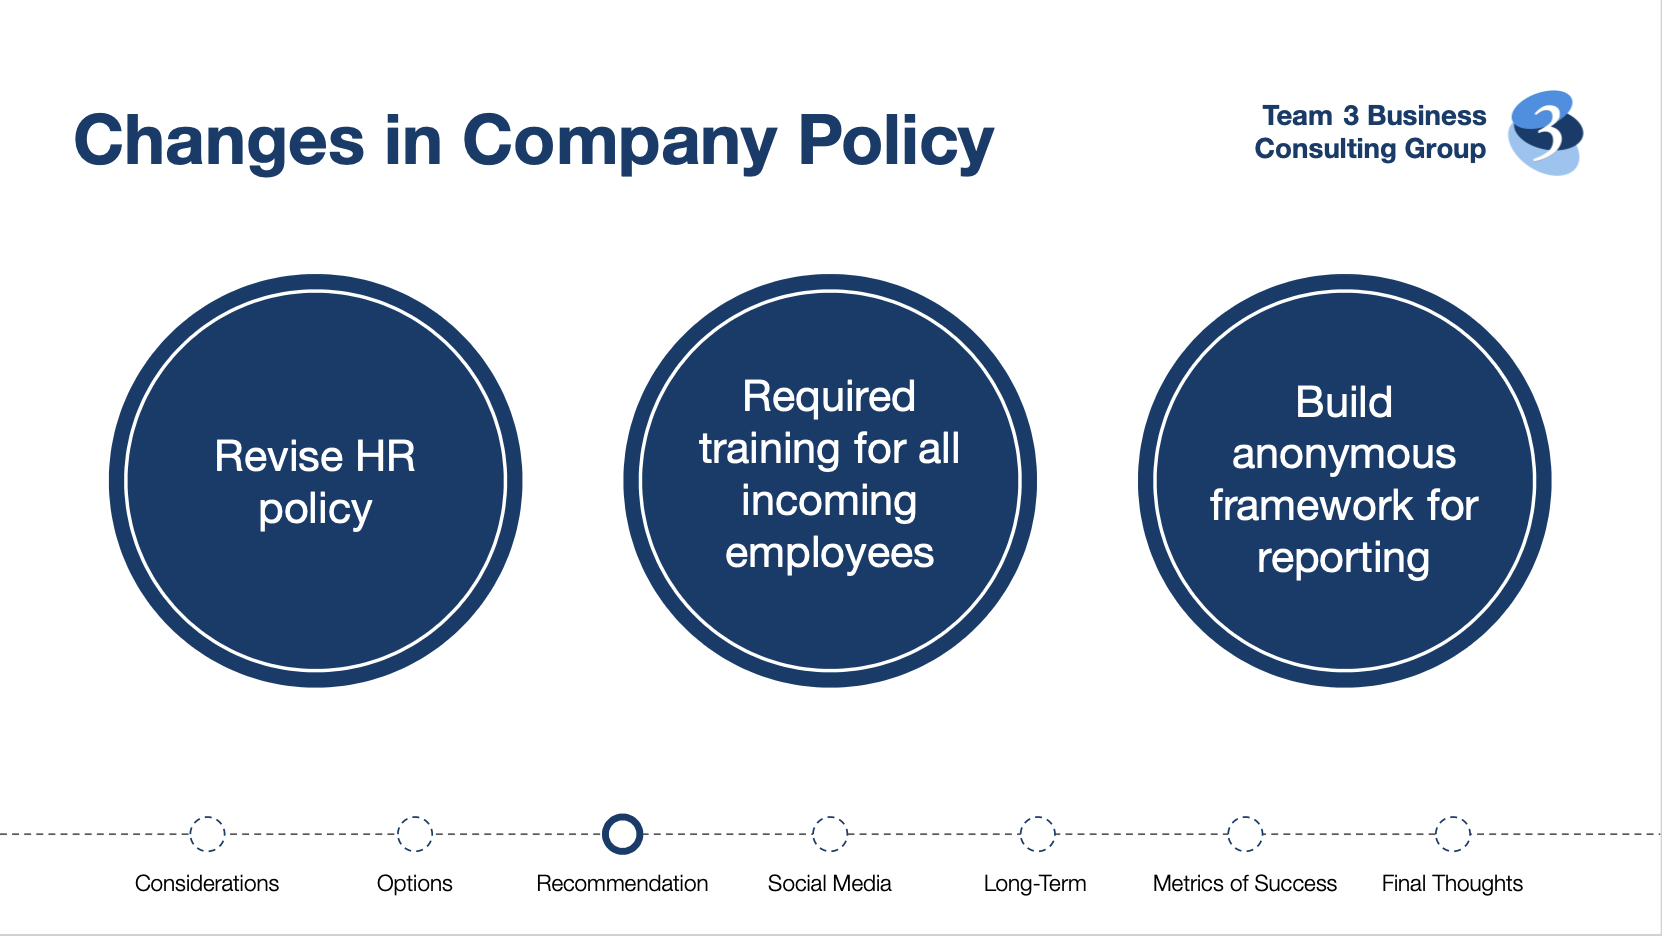 Changes in Company Policy
Team 3 Business
Consulting Group
3
Revise HR
policy
Required
training for all
incoming
employees
Build
anonymous
framework for
reporting
Considerations
Options
Recommendation
Social Media
Long-Term
Metrics of Success
Final Thoughts